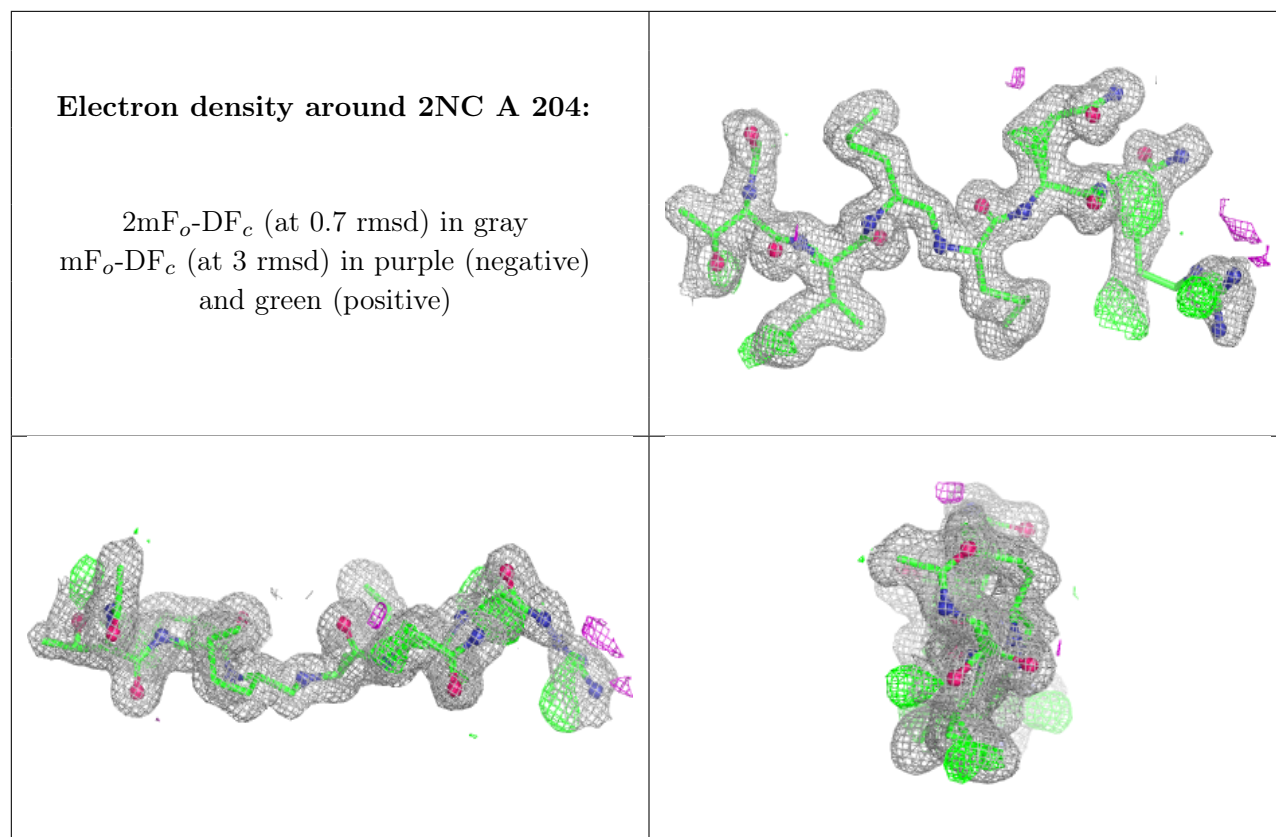 Electron density around 2NC A 204:
2mFo-DFc (at 0.7 rmsd) in gray
mFo-DFc (at 3 rmsd) in purple (negative)
and green (positive)